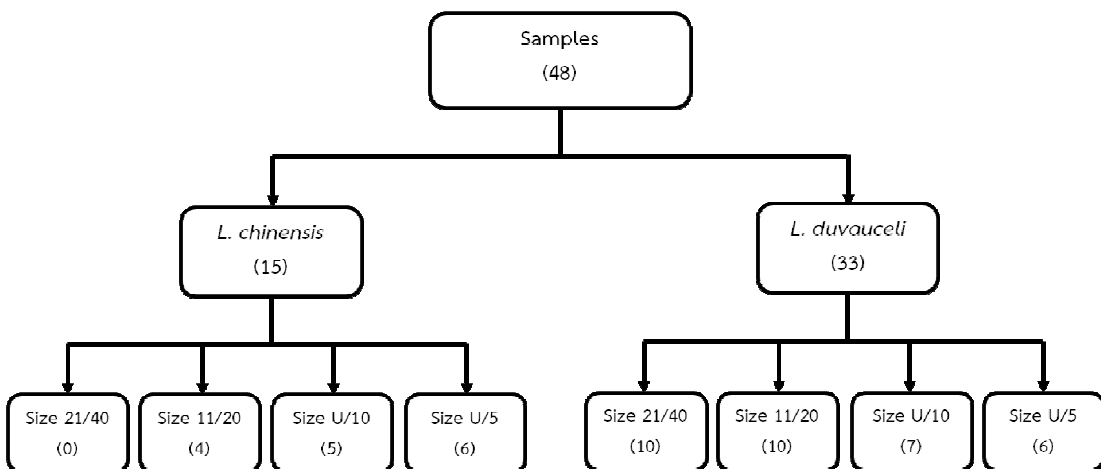 Samples
(48)
L. chinensis
(15)
L. duvauceli
(33)
Size 21/40
(0)
Size 11/20
(4)
Size U/10
(5)
Size U/5
(6)
Size 21/40
(10)
Size 11/20
(10)
Size U/10
(7)
Size U/5
(6)